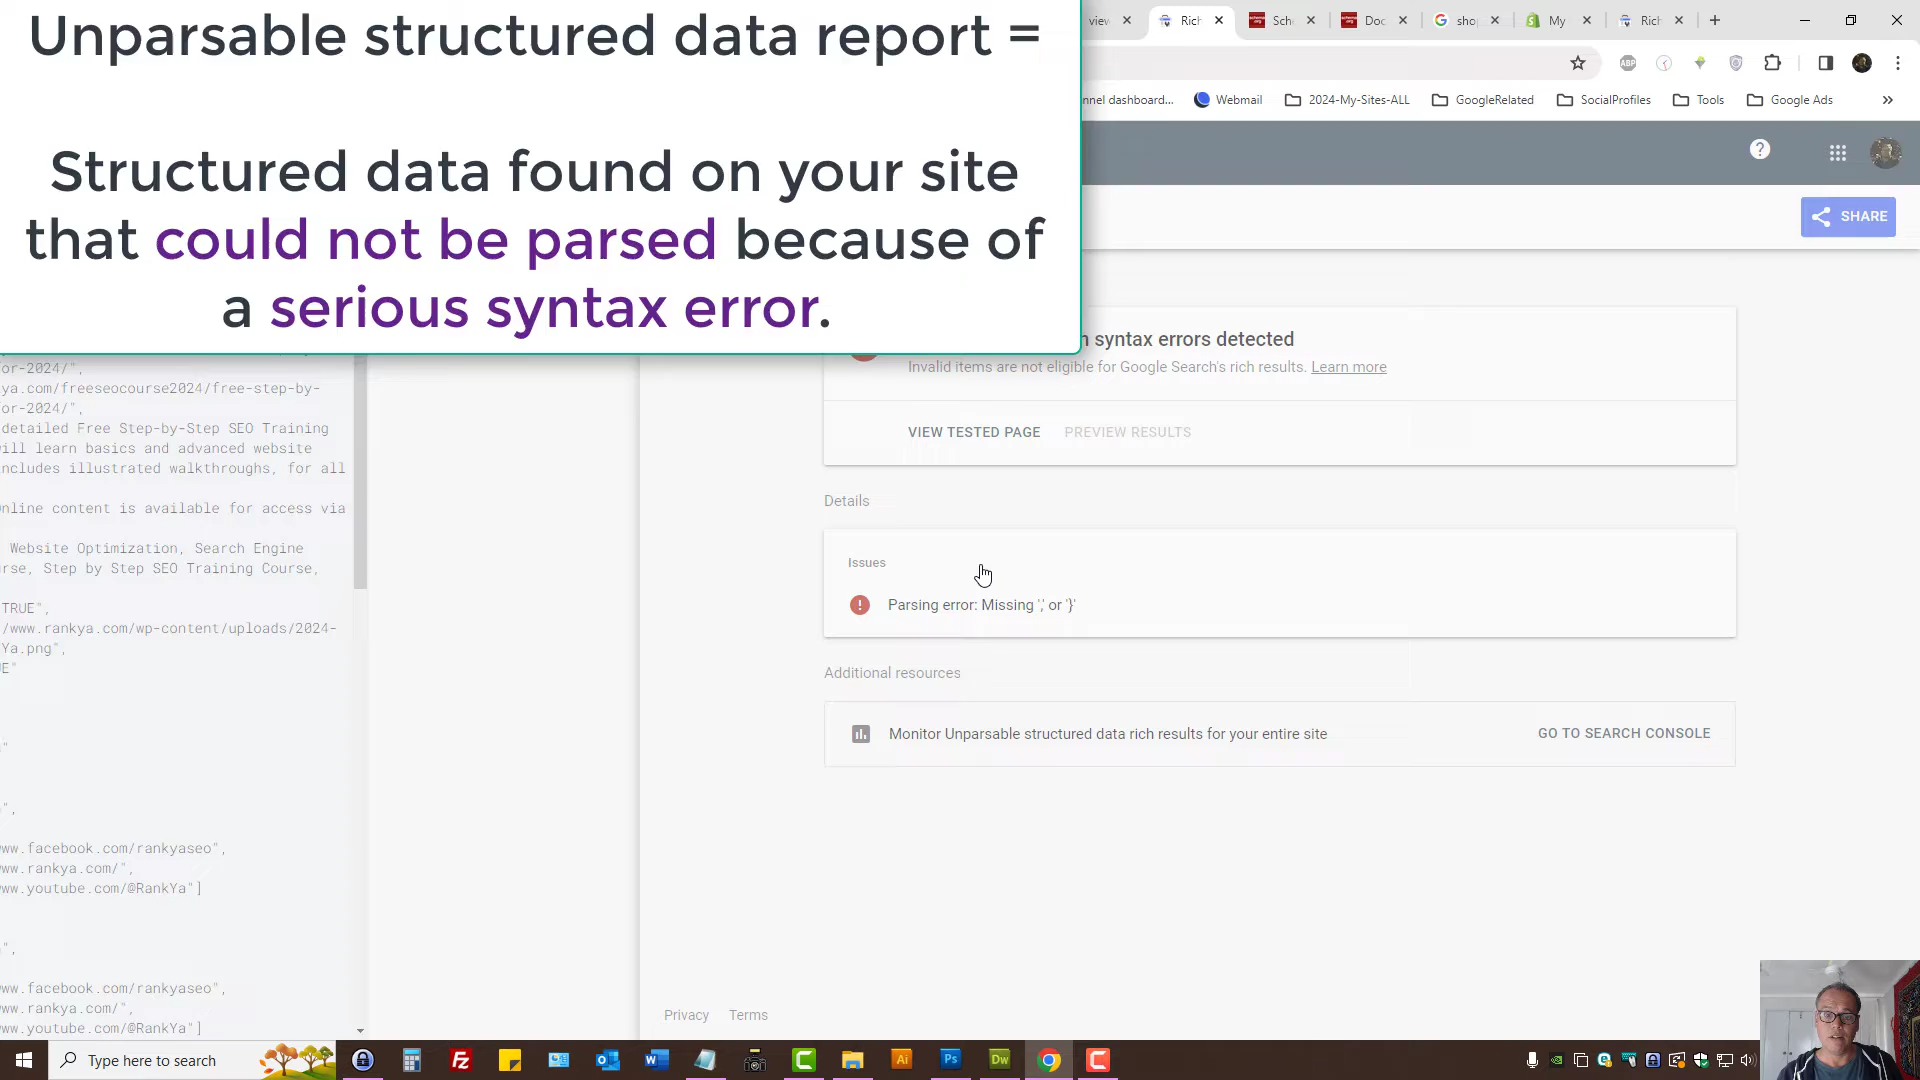 Unparsable structured data report =
Structured data found on your site
that could not be parsed because of
a serious syntax error.
Rich
Sch
Doc
sho
My
Rich
nnel dashboard...
Webmail
2024-My-Sites-ALL
GoogleRelated
SocialProfiles
Tools
Google Ads
SHARE
syntax errors detected
Invalid items are not eligible for Google Search's rich results. Learn more
VIEW TESTED PAGE
PREVIEW RESULTS
Details
Issues
Parsing error: Missing ',' or '}'
Additional resources
Monitor Unparsable structured data rich results for your entire site
GO TO SEARCH CONSOLE
Privacy
Terms
or-2024/",
ya.com/freeseocourse2024/free-step-by-
or-2024/",
detailed Free Step-by-Step SEO Training
ill learn basics and advanced website
ncludes illustrated walkthroughs, for all
nline content is available for access via
Website Optimization, Search Engine
rse, Step by Step SEO Training Course,
TRUE",
/www.rankya.com/wp-content/uploads/2024-
Ya.png",
E"
ww.facebook.com/rankyaseo",
ww.rankya.com/",
ww.youtube.com/@RankYa"]
ww.facebook.com/rankyaseo",
ww.rankya.com/",
ww.youtube.com/@RankYa"]
Type here to search